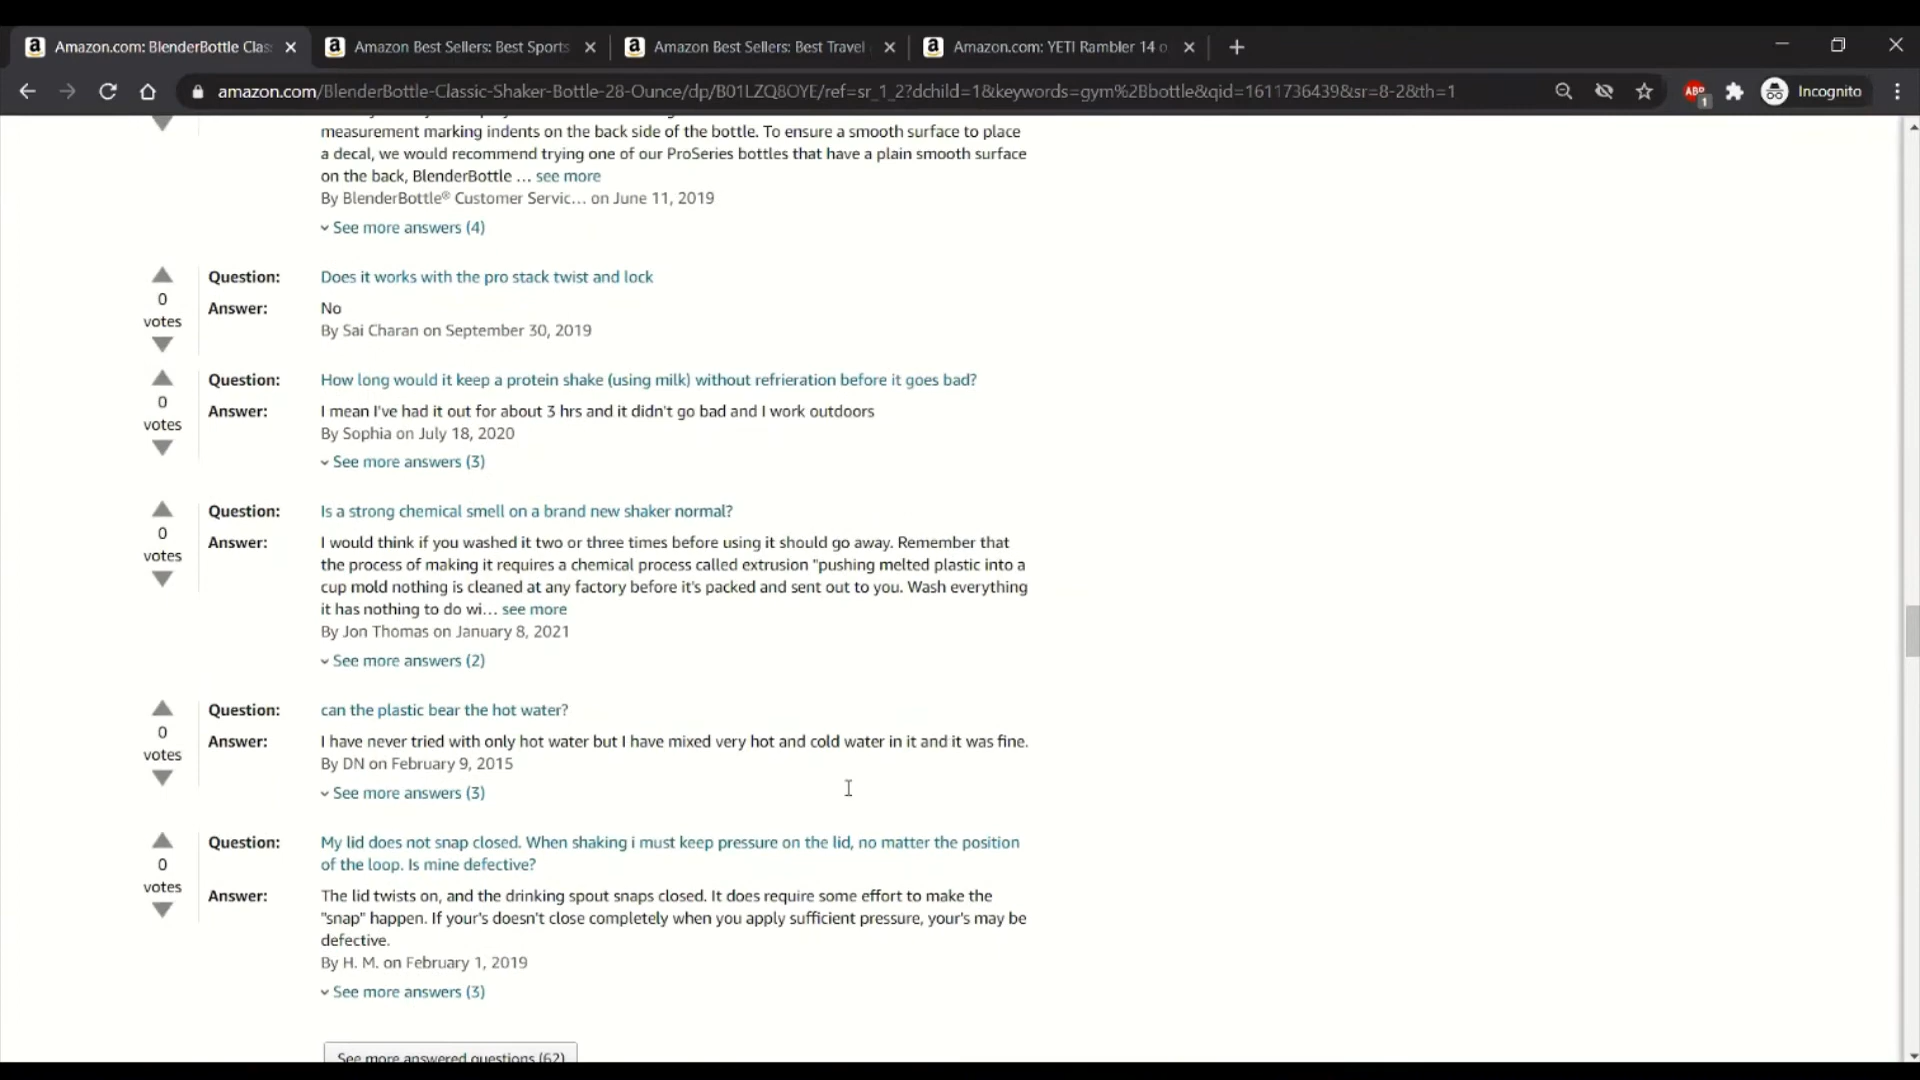 Amazon.com: BlenderBottle Clas
Amazon Best Sellers: Best Sports
Amazon Best Sellers: Best Travel
Amazon.com: YETI Rambler 14 o
amazon.com/BlenderBottle-Classic-Shaker-Bottle-28-Ounce/dp/B01LZQ8OYE/ref=sr_1_2?dchild=1&keywords=gym%2Bbottle&qid=1611736439&sr=8-2&th=1
ABP
1
Incognito
measurement marking indents on the back side of the bottle. To ensure a smooth surface to place
a decal, we would recommend trying one of our ProSeries bottles that have a plain smooth surface
on the back, BlenderBottle … see more
By BlenderBottle® Customer Servic… on June 11, 2019
See more answers (4)
0
votes
Question: Does it works with the pro stack twist and lock
Answer: No
By Sai Charan on September 30, 2019
0
votes
Question: How long would it keep a protein shake (using milk) without refrieration before it goes bad?
Answer: I mean I've had it out for about 3 hrs and it didn't go bad and I work outdoors
By Sophia on July 18, 2020
See more answers (3)
0
votes
Question: Is a strong chemical smell on a brand new shaker normal?
Answer: I would think if you washed it two or three times before using it should go away. Remember that
the process of making it requires a chemical process called extrusion "pushing melted plastic into a
cup mold nothing is cleaned at any factory before it's packed and sent out to you. Wash everything
it has nothing to do wi… see more
By Jon Thomas on January 8, 2021
See more answers (2)
0
votes
Question: can the plastic bear the hot water?
Answer: I have never tried with only hot water but I have mixed very hot and cold water in it and it was fine.
By DN on February 9, 2015
See more answers (3)
0
votes
Question: My lid does not snap closed. When shaking i must keep pressure on the lid, no matter the position
of the loop. Is mine defective?
Answer: The lid twists on, and the drinking spout snaps closed. It does require some effort to make the
"snap" happen. If your's doesn't close completely when you apply sufficient pressure, your's may be
defective.
By H. M. on February 1, 2019
See more answers (3)
See more answered questions (62)